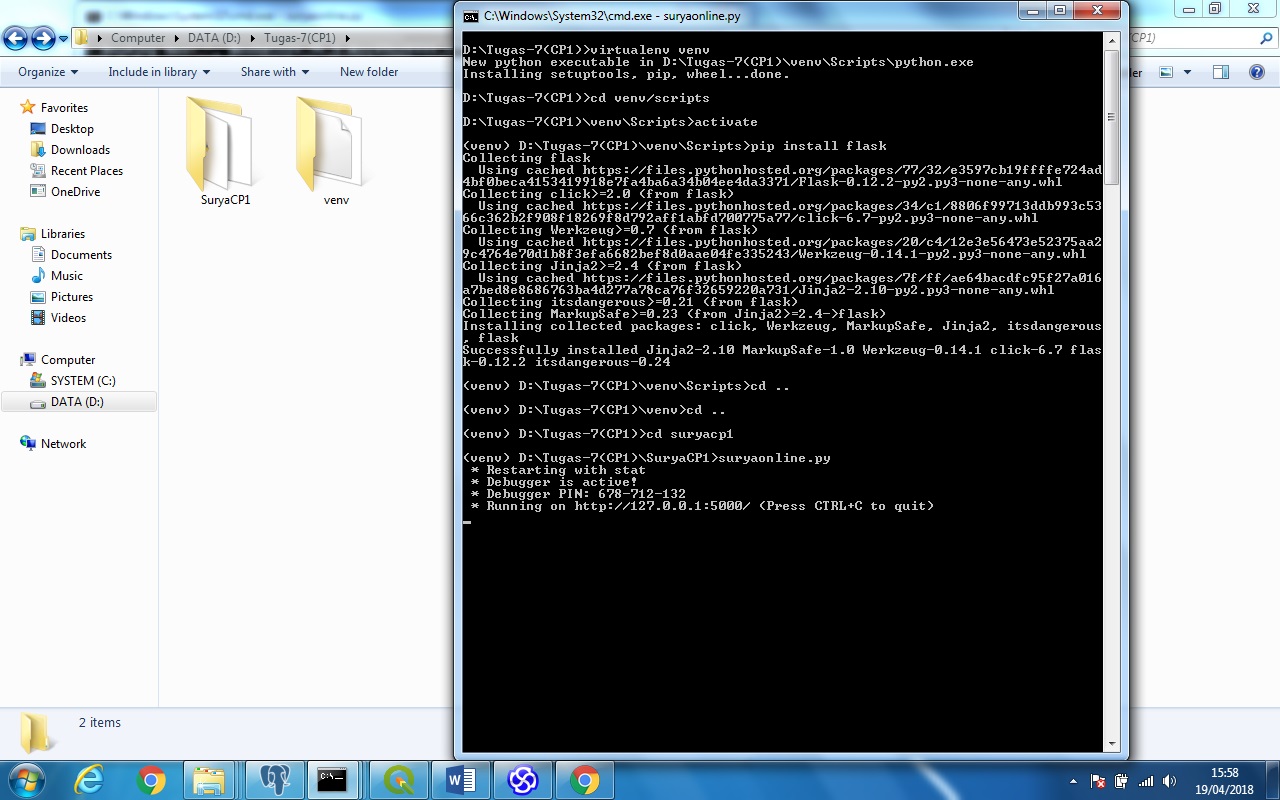 C:\Windows\System32\cmd.exe - suryaonline.py
Computer DATA (D:) Tugas-7(CP1)
CP1)
Organize Include in library Share with New folder
Favorites
Desktop
Downloads
Recent Places
OneDrive
Libraries
Documents
Music
Pictures
Videos
Computer
SYSTEM (C:)
DATA (D:)
Network
SuryaCP1
venv
D:\Tugas-7(CP1)>virtualenv venv
New python executable in D:\Tugas-7(CP1)\venv\Scripts\python.exe
Installing setuptools, pip, wheel...done.
D:\Tugas-7(CP1)>cd venv/scripts
D:\Tugas-7(CP1)\venv\Scripts>activate
(venv) D:\Tugas-7(CP1)\venv\Scripts>pip install flask
Collecting flask
Using cached https://files.pythonhosted.org/packages/77/32/e3597cb19ffffe724ad
4bf0beca4153419918e7fa4ba6a34b04ee4da3371/Flask-0.12.2-py2.py3-none-any.whl
Collecting click>=2.0 (from flask)
Using cached https://files.pythonhosted.org/packages/34/c1/8806f99713ddb993c53
66c362b2f908f18269f8d792aff1abfd700775a77/click-6.7-py2.py3-none-any.whl
Collecting Werkzeug>=0.7 (from flask)
Using cached https://files.pythonhosted.org/packages/20/c4/12e3e56473e52375aa2
9c4764e70d1b8f3efa6682bef8d0aae04fe335243/Werkzeug-0.14.1-py2.py3-none-any.whl
Collecting Jinja2>=2.4 (from flask)
Using cached https://files.pythonhosted.org/packages/7f/ff/ae64bacdfc95f27a016
a7bed8e8686763ba4d277a78ca76f32659220a731/Jinja2-2.10-py2.py3-none-any.whl
Collecting itsdangerous>=0.21 (from flask)
Collecting MarkupSafe>=0.23 (from Jinja2>=2.4->flask)
Installing collected packages: click, Werkzeug, MarkupSafe, Jinja2, itsdangerous
, flask
Successfully installed Jinja2-2.10 MarkupSafe-1.0 Werkzeug-0.14.1 click-6.7 flas
k-0.12.2 itsdangerous-0.24
(venv) D:\Tugas-7(CP1)\venv\Scripts>cd ..
(venv) D:\Tugas-7(CP1)\venv>cd ..
(venv) D:\Tugas-7(CP1)>cd suryacp1
(venv) D:\Tugas-7(CP1)\SuryaCP1>suryaonline.py
* Restarting with stat
* Debugger is active!
* Debugger PIN: 678-712-132
* Running on http://127.0.0.1:5000/ (Press CTRL+C to quit)
2 items
15:58
19/04/2018